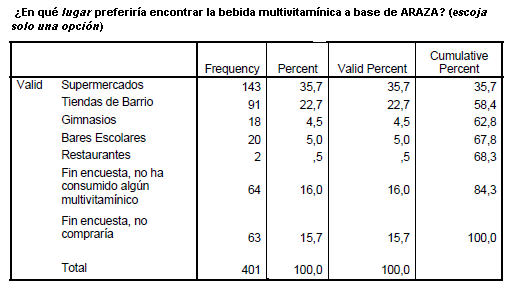 ¿En qué lugar preferiría encontrar la bebida multivitamínica a base de ARAZA? (escoja
solo una opción)
Frequency Percent Valid Percent Cumulative
Percent
Valid Supermercados 143 35,7 35,7 35,7
Tiendas de Barrio 91 22,7 22,7 58,4
Gimnasios 18 4,5 4,5 62,8
Bares Escolares 20 5,0 5,0 67,8
Restaurantes 2 ,5 ,5 68,3
Fin encuesta, no ha
consumido algún 64 16,0 16,0 84,3
multivitamínico
Fin encuesta, no 63 15,7 15,7 100,0
compraría
Total 401 100,0 100,0